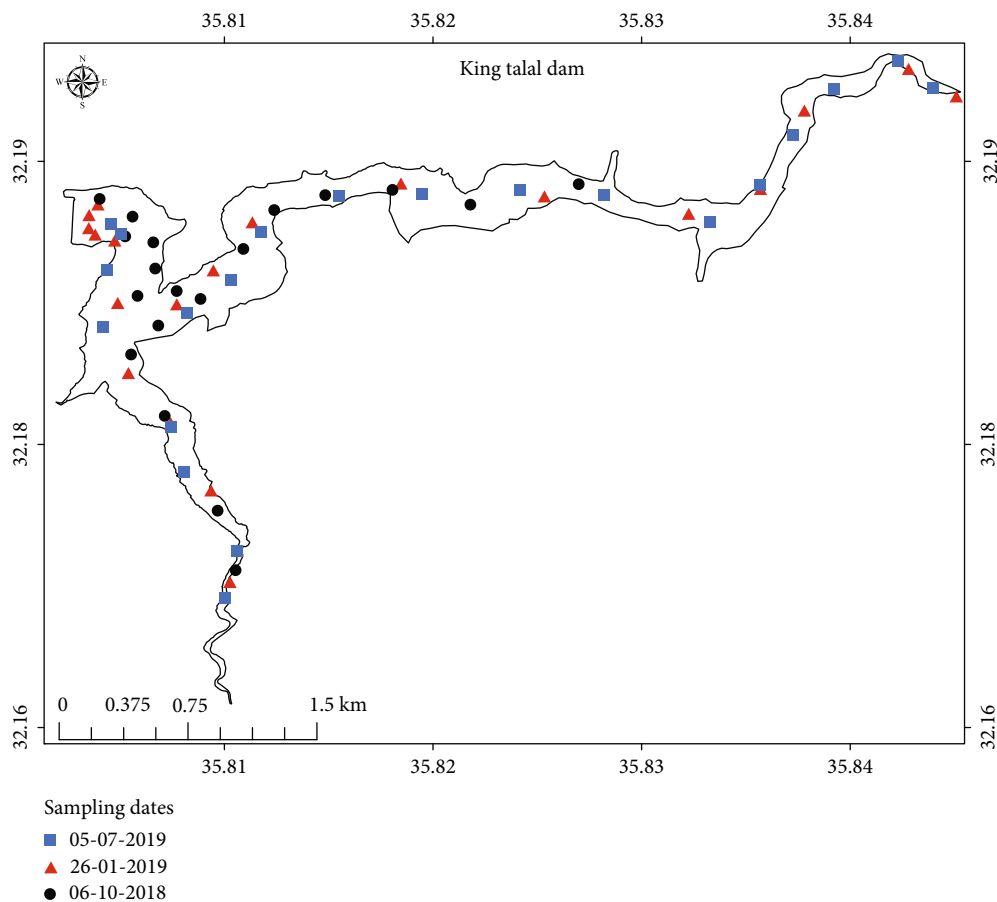 35.81 35.82 35.83 35.84
King talal dam
N
W E
S
32.19 32.19
32.18 32.18
32.16 32.16
0 0.375 0.75 1.5 km
35.81 35.82 35.83 35.84
Sampling dates
05-07-2019
26-01-2019
06-10-2018